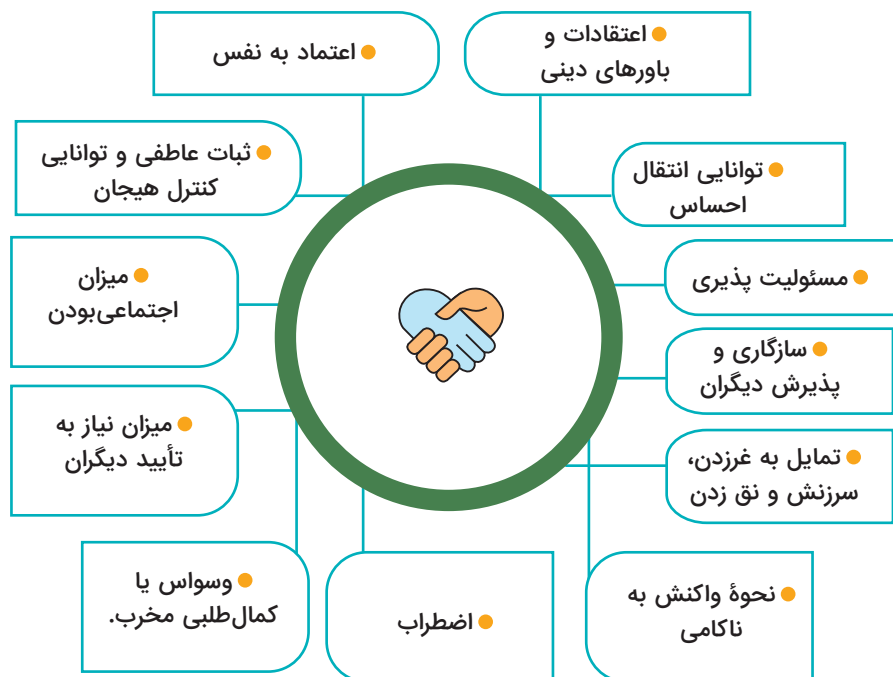 اعتقادات و
باورهای دینی
اعتماد به نفس
توانایی انتقال
احساس
ثبات عاطفی و توانایی
کنترل هیجان
مسئولیت پذیری
میزان
اجتماعی‌بودن
سازگاری و
پذیرش دیگران
میزان نیاز به
تأیید دیگران
تمایل به غرزدن،
سرزنش و نق زدن
نحوۀ واکنش به
ناکامی
اضطراب
وسواس یا
کمال‌طلبی مخرب.